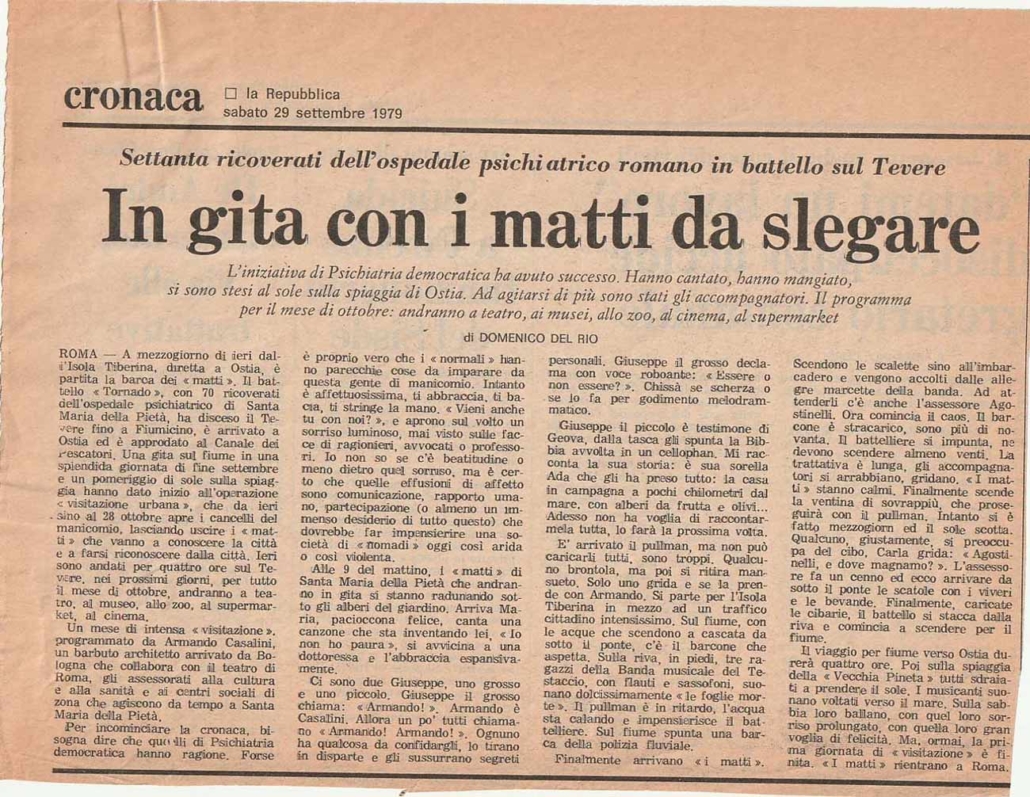 cronaca
□ la Repubblica
sabato 29 settembre 1979
Settanta ricoverati dell'ospedale psichiatrico romano in battello sul Tevere
In gita con i matti da slegare
L'iniziativa di Psichiatria democratica ha avuto successo. Hanno cantato, hanno mangiato,
si sono stesi al sole sulla spiaggia di Ostia. Ad agitarsi di più sono stati gli accompagnatori. Il programma
per il mese di ottobre: andranno a teatro, ai musei, allo zoo, al cinema, al supermarket
di DOMENICO DEL RIO
ROMA — A mezzogiorno di ieri dal-
l'Isola Tiberina, diretta a Ostia, è
partita la barca dei « matti ». Il bat-
tello « Tornado », con 70 ricoverati
dell'ospedale psichiatrico di Santa
Maria della Pietà, ha disceso il Te-
vere fino a Fiumicino, è arrivato a
Ostia ed è approdato al Canale dei
Pescatori. Una gita sul fiume in una
splendida giornata di fine settembre
e un pomeriggio di sole sulla spiag-
gia hanno dato inizio all'operazione
« visitazione urbana », che da ieri
sino al 28 ottobre apre i cancelli del
manicomio, lasciando uscire i « mat-
ti » che vanno a conoscere la città
e a farsi riconoscere dalla città. Ieri
sono andati per quattro ore sul Te-
vere, nei prossimi giorni, per tutto
il mese di ottobre, andranno a tea-
tro, al museo, allo zoo, al supermar-
ket, al cinema.
Un mese di intensa « visitazione »,
programmato da Armando Casalini,
un barbuto architetto arrivato da Bo-
logna che collabora con il teatro di
Roma, gli assessorati alla cultura
e alla sanità e ai centri sociali di
zona che agiscono da tempo a Santa
Maria della Pietà.
Per incominciare la cronaca, bi-
sogna dire che quelli di Psichiatria
democratica hanno ragione. Forse
è proprio vero che i « normali » han-
no parecchie cose da imparare da
questa gente di manicomio. Intanto
è affettuosissima, ti abbraccia, ti ba-
cia, ti stringe la mano. « Vieni anche
tu con noi? », e aprono sul volto un
sorriso luminoso, mai visto sulle fac-
ce di ragionieri, avvocati o professo-
ri. Io non so se c'è beatitudine o
meno dietro quel sorriso, ma è cer-
to che quelle effusioni di affetto
sono comunicazione, rapporto uma-
no, partecipazione (o almeno un im-
menso desiderio di tutto questo) che
dovrebbe far impensierire una so-
cietà di « nomadi » oggi così arida
o così violenta.
Alle 9 del mattino, i « matti » di
Santa Maria della Pietà che andran-
no in gita si stanno radunando sot-
to gli alberi del giardino. Arriva Ma-
ria, pacioccona felice, canta una
canzone che sta inventando lei, « Io
non ho paura », si avvicina a una
dottoressa e l'abbraccia espansiva-
mente.
Ci sono due Giuseppe, uno grosso
e uno piccolo. Giuseppe il grosso
chiama: « Armando! ». Armando è
Casalini. Allora un po' tutti chiama-
no « Armando! Armando! ». Ognuno
ha qualcosa da confidargli, lo tirano
in disparte e gli sussurrano segreti
personali. Giuseppe il grosso decla-
ma con voce roboante: « Essere o
non essere? ». Chissà se scherza o
se lo fa per godimento melodram-
matico.
Giuseppe il piccolo è testimone di
Geova, dalla tasca gli spunta la Bib-
bia avvolta in un cellophan. Mi rac-
conta la sua storia: è sua sorella
Ada che gli ha preso tutto: la casa
in campagna a pochi chilometri dal
mare, con alberi da frutta e olivi...
Adesso non ha voglia di raccontar-
mela tutta, lo farà la prossima volta.
E' arrivato il pullman, ma non può
caricarli tutti, sono troppi. Qualcu-
no brontola, ma poi si ritira man-
sueto. Solo uno grida e se la pren-
de con Armando. Si parte per l'Isola
Tiberina in mezzo ad un traffico
cittadino intensissimo. Sul fiume, con
le acque che scendono a cascata da
sotto il ponte, c'è il barcone che
aspetta. Sulla riva, in piedi, tre ra-
gazzi della Banda musicale del Te-
staccio, con flauti e sassofoni, suo-
nano dolcissimamente « le foglie mor-
te ». Il pullman è in ritardo, l'acqua
sta calando e impensierisce il bat-
telliere. Sul fiume spunta una bar-
ca della polizia fluviale.
Finalmente arrivano « i matti ».
Scendono le scalette sino all'imbar-
cadero e vengono accolti dalle alle-
gre marcette della banda. Ad at-
tenderli c'è anche l'assessore Ago-
stinelli. Ora comincia il caos. Il bar-
cone è stracarico, sono più di no-
vanta. Il battelliere si impunta, ne
devono scendere almeno venti. La
trattativa è lunga, gli accompagna-
tori si arrabbiano, gridano. « I mat-
ti » stanno calmi. Finalmente scende
la ventina di sovrappiù, che prose-
guirà con il pullman. Intanto si è
fatto mezzogiorno ed il sole scotta.
Qualcuno, giustamente, si preoccu-
pa del cibo. Carla grida: « Agosti-
nelli, e dove magnamo? ». L'assesso-
re fa un cenno ed ecco arrivare da
sotto il ponte le scatole con i viveri
e le bevande. Finalmente, caricate
le cibarie, il battello si stacca dalla
riva e comincia a scendere per il
fiume.
Il viaggio per fiume verso Ostia du-
rerà quattro ore. Poi sulla spiaggia
della « Vecchia Pineta » tutti sdraia-
ti a prendere il sole. I musicanti suo-
nano voltati verso il mare. Sulla sab-
bia loro ballano, con quel loro sor-
riso prolungato, con quella loro gran
voglia di felicità. Ma, ormai, la pri-
ma giornata di « visitazione » è fi-
nita. « I matti » rientrano a Roma.